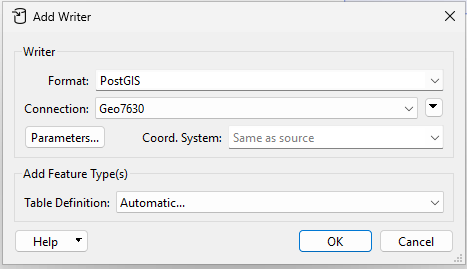 Add Writer
Writer
Format: PostGIS
Connection: Geo7630
Parameters... Coord. System: Same as source
Add Feature Type(s)
Table Definition: Automatic...
Help OK Cancel